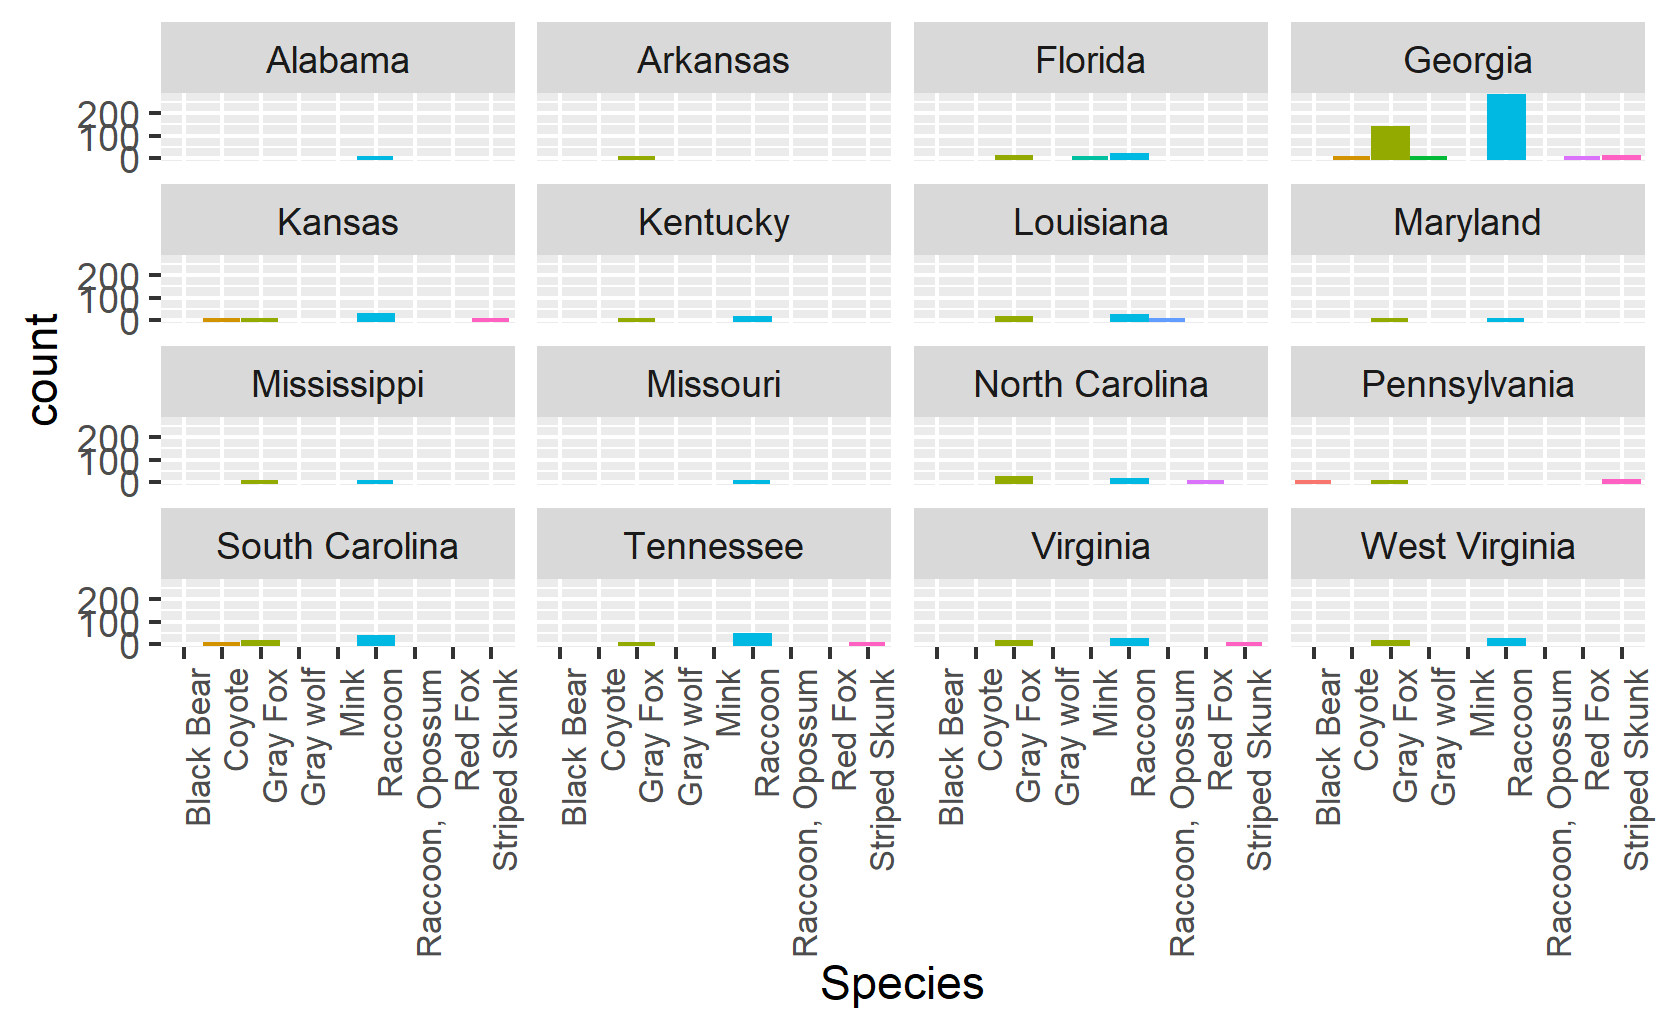 Alabama Arkansas Florida Georgia
200
100
0
Kansas Kentucky Louisiana Maryland
200
100
0
Mississippi Missouri North Carolina Pennsylvania
200
100
0
South Carolina Tennessee Virginia West Virginia
200
100
0
count
Black Bear
Coyote
Gray Fox
Gray wolf
Mink
Raccoon
Raccoon, Opossum
Red Fox
Striped Skunk
Black Bear
Coyote
Gray Fox
Gray wolf
Mink
Raccoon
Raccoon, Opossum
Red Fox
Striped Skunk
Black Bear
Coyote
Gray Fox
Gray wolf
Mink
Raccoon
Raccoon, Opossum
Red Fox
Striped Skunk
Black Bear
Coyote
Gray Fox
Gray wolf
Mink
Raccoon
Raccoon, Opossum
Red Fox
Striped Skunk
Species